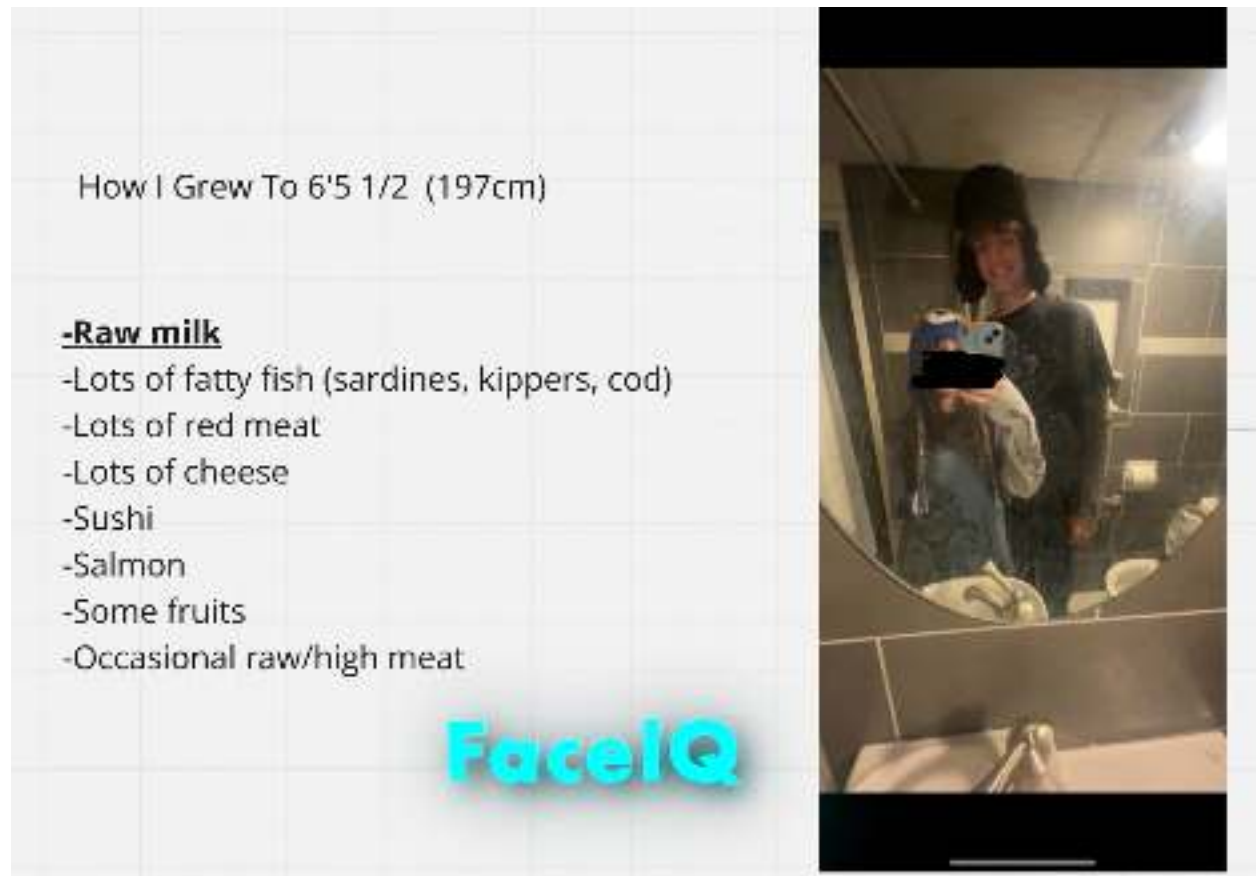 How I Grew To 6'5 1/2 (197cm)
-Raw milk
-Lots of fatty fish (sardines, kippers, cod)
-Lots of red meat
-Lots of cheese
-Sushi
-Salmon
-Some fruits
-Occasional raw/high meat
FaceIQ